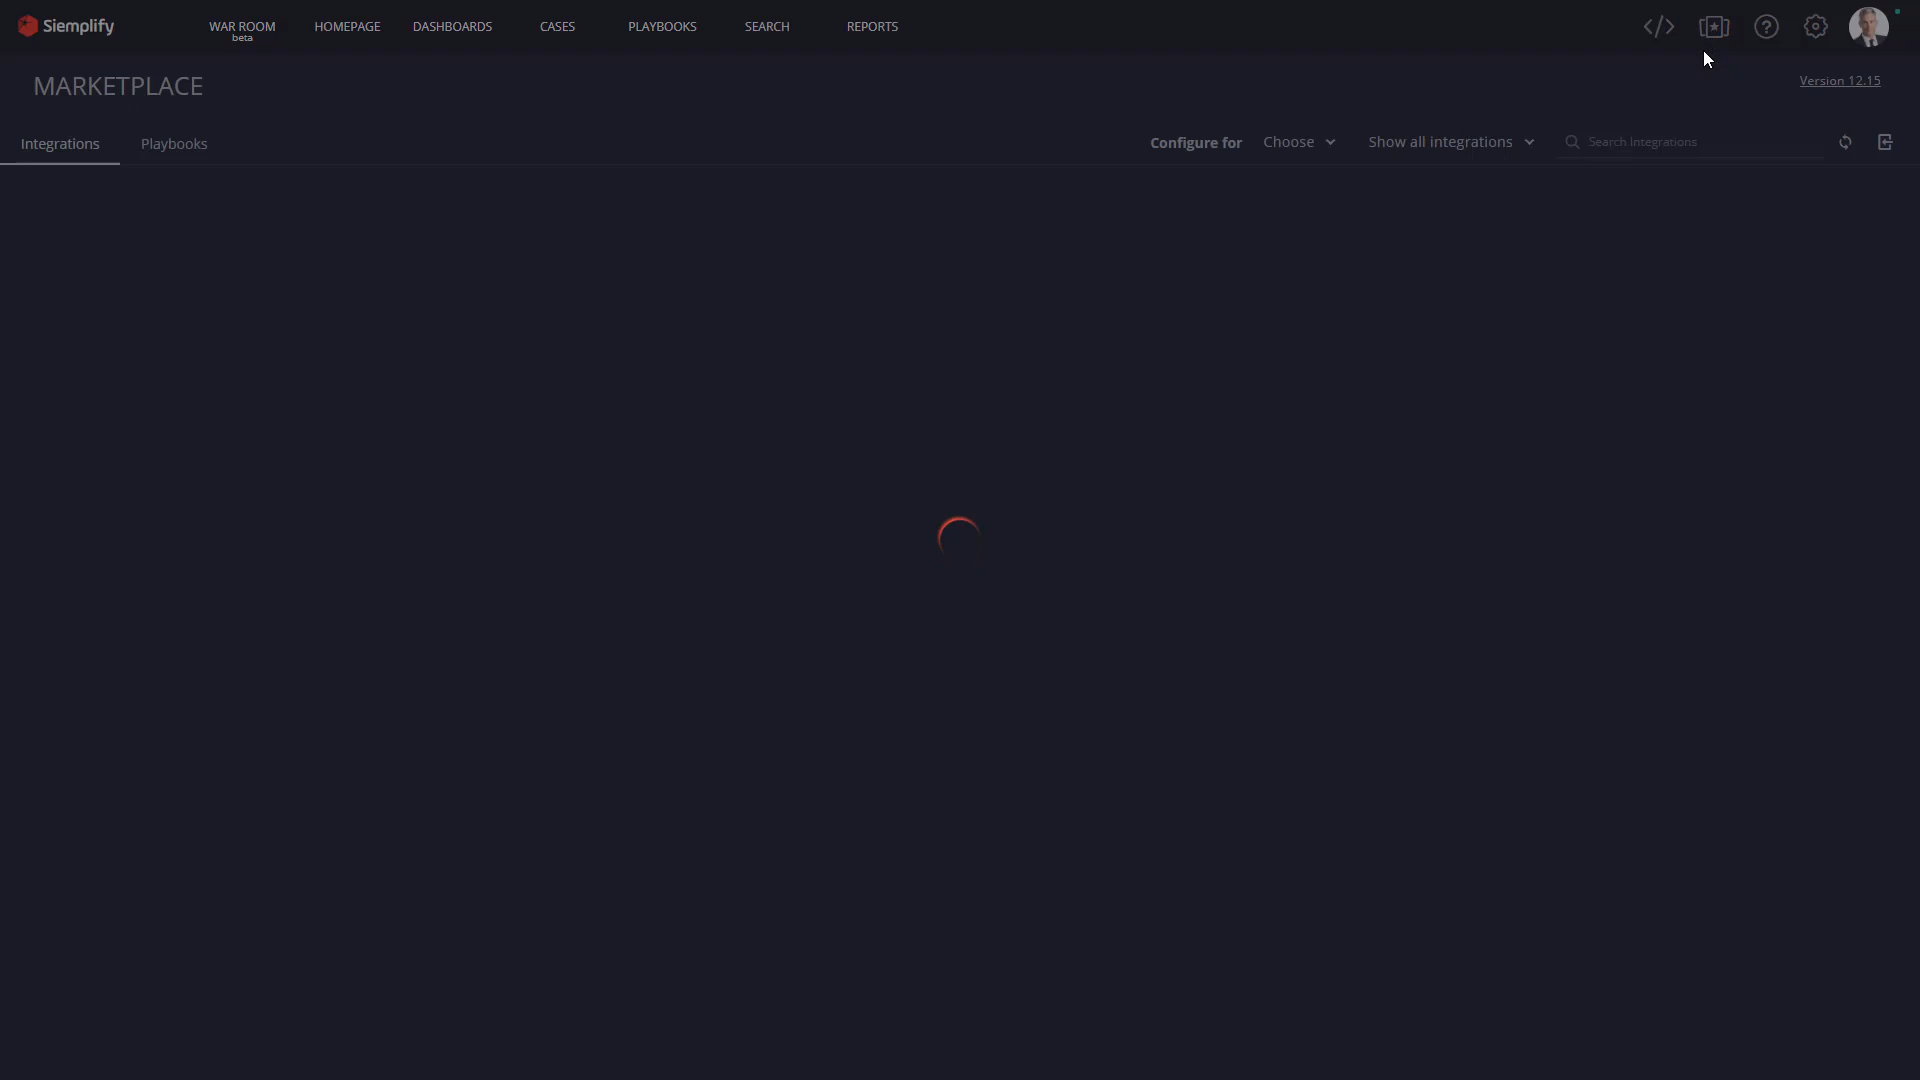 Siemplify
WAR ROOM
beta
HOMEPAGE
DASHBOARDS
CASES
PLAYBOOKS
SEARCH
REPORTS
MARKETPLACE
Version 12.15
Integrations
Playbooks
Configure for
Choose
Show all integrations
Search Integrations